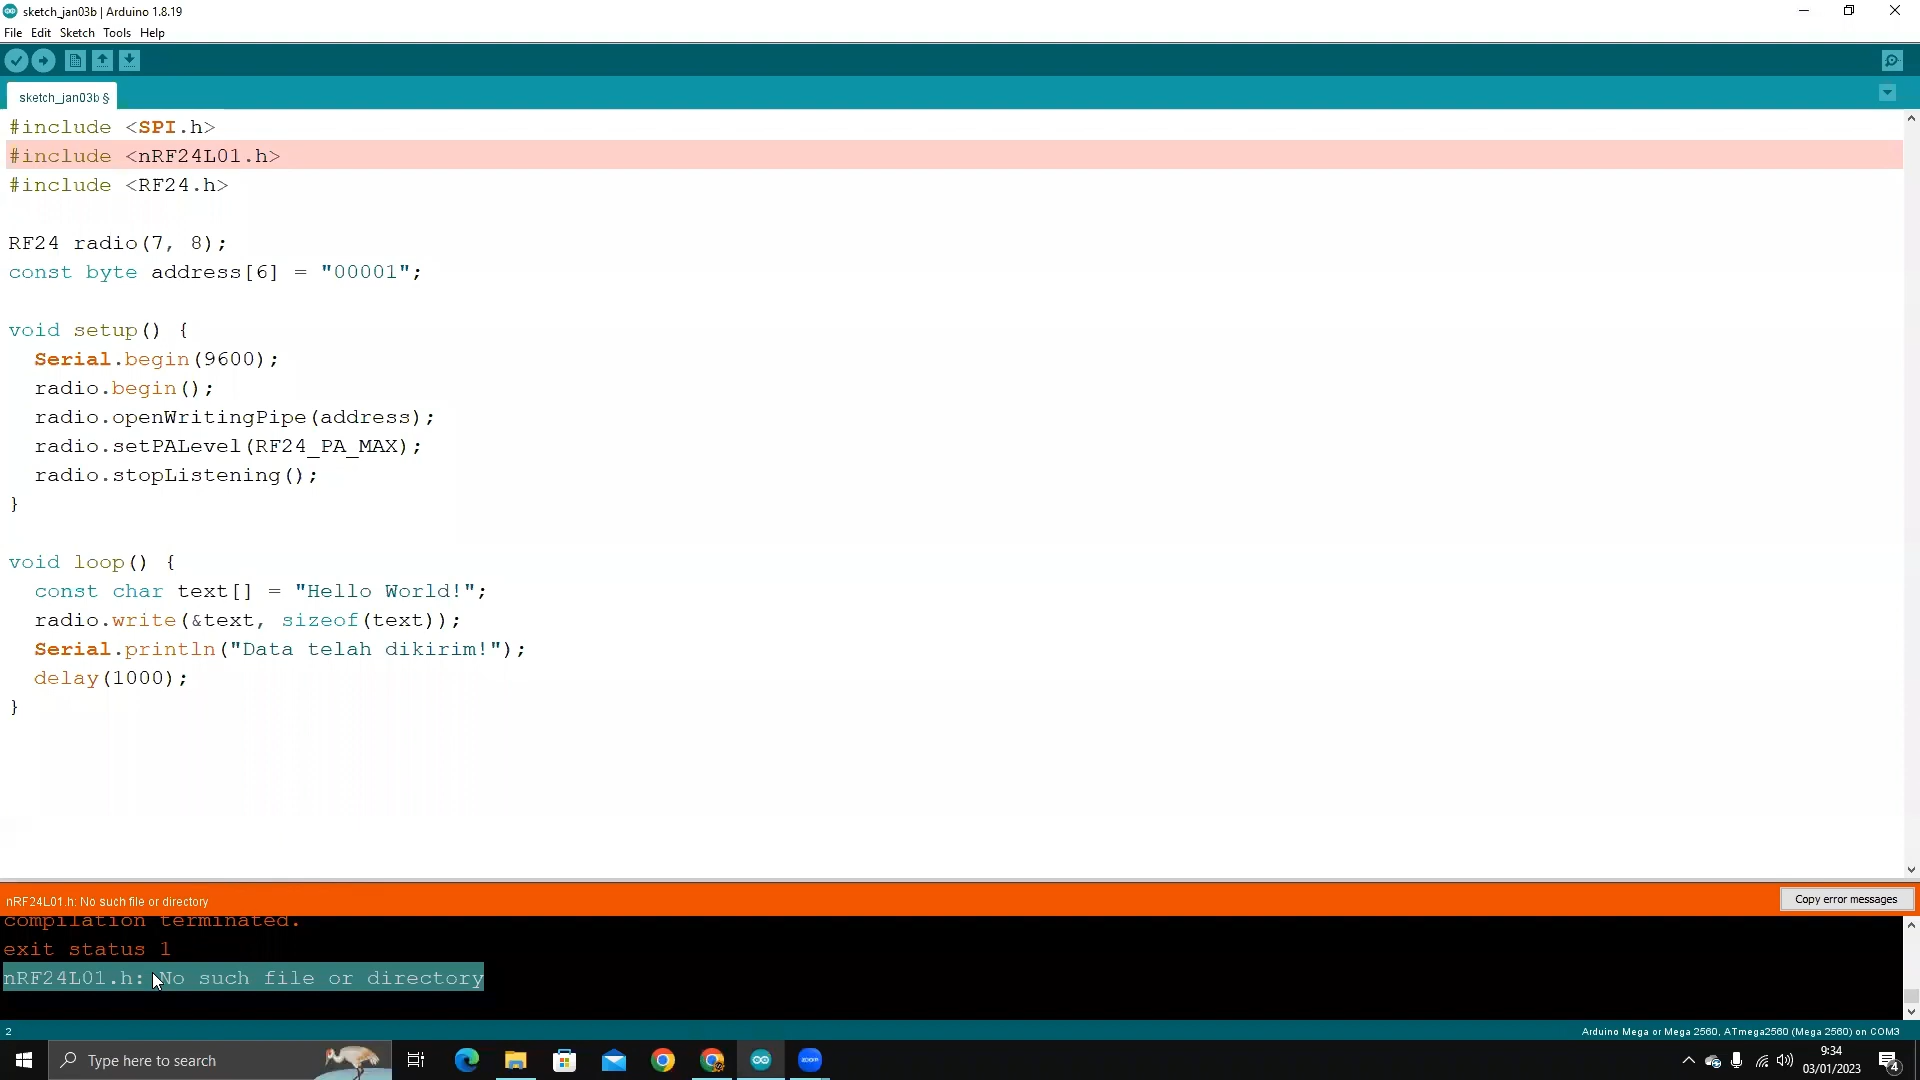 sketch_jan03b | Arduino 1.8.19
File Edit Sketch Tools Help
sketch_jan03b §
#include <SPI.h>
#include <nRF24L01.h>
#include <RF24.h>
RF24 radio(7, 8);
const byte address[6] = "00001";
void setup() {
  Serial.begin(9600);
  radio.begin();
  radio.openWritingPipe(address);
  radio.setPALevel(RF24_PA_MAX);
  radio.stopListening();
}
void loop() {
  const char text[] = "Hello World!";
  radio.write(&text, sizeof(text));
  Serial.println("Data telah dikirim!");
  delay(1000);
}
nRF24L01.h: No such file or directory
Copy error messages
compilation terminated.
exit status 1
nRF24L01.h: No such file or directory
2
Arduino Mega or Mega 2560, ATmega2560 (Mega 2560) on COM3
Type here to search
zoom
9:34
03/01/2023
4